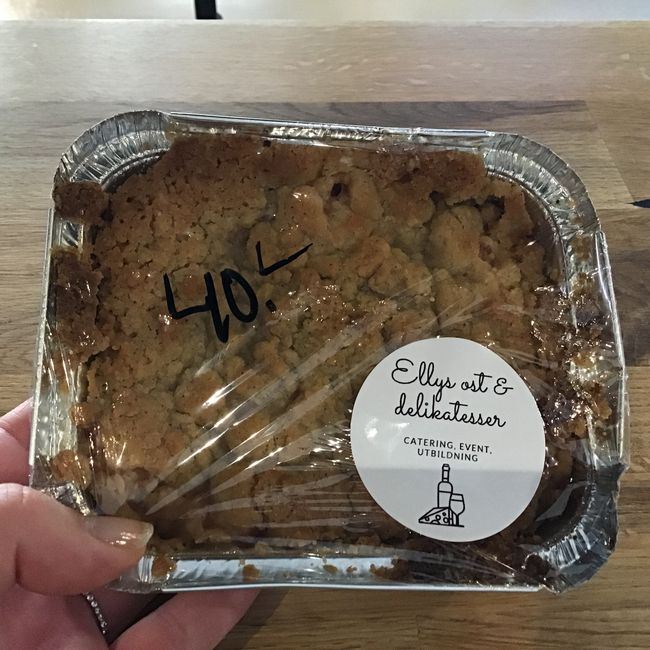 40:-
Ellys ost &
delikatesser
CATERING, EVENT,
UTBILDNING